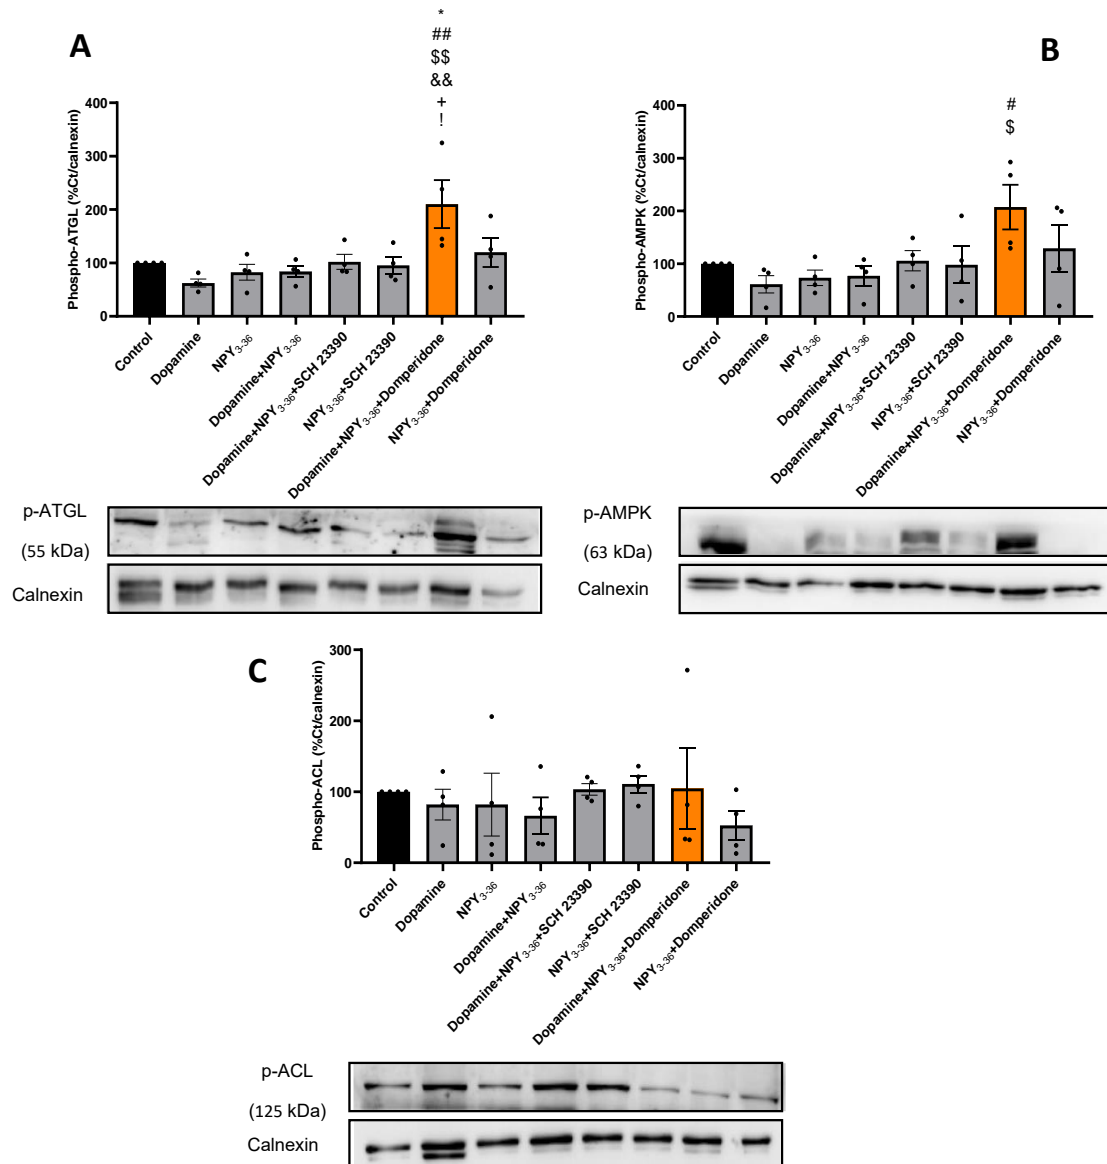 A
*
##
$$
&&
+
!
Phospho-ATGL (%Ct/calnexin)
400
300
200
100
0
Control
Dopamine
NPY3-36
Dopamine+NPY3-36
Dopamine+NPY3-36+SCH 23390
NPY3-36+SCH 23390
Dopamine+NPY3-36+Domperidone
NPY3-36+Domperidone
p-ATGL
(55 kDa)
Calnexin
B
#
$
Phospho-AMPK (%Ct/calnexin)
400
300
200
100
0
Control
Dopamine
NPY3-36
Dopamine+NPY3-36
Dopamine+NPY3-36+SCH 23390
NPY3-36+SCH 23390
Dopamine+NPY3-36+Domperidone
NPY3-36+Domperidone
p-AMPK
(63 kDa)
Calnexin
C
Phospho-ACL (%Ct/calnexin)
300
200
100
0
Control
Dopamine
NPY3-36
Dopamine+NPY3-36
Dopamine+NPY3-36+SCH 23390
NPY3-36+SCH 23390
Dopamine+NPY3-36+Domperidone
NPY3-36+Domperidone
p-ACL
(125 kDa)
Calnexin